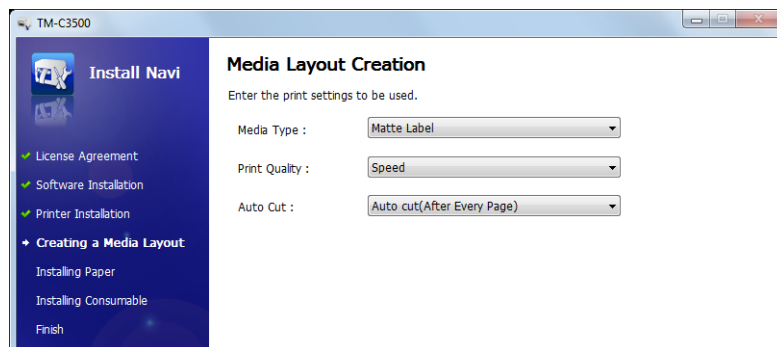 TM-C3500
Install Navi
License Agreement
Software Installation
Printer Installation
Creating a Media Layout
Installing Paper
Installing Consumable
Finish
Media Layout Creation
Enter the print settings to be used.
Media Type : Matte Label
Print Quality : Speed
Auto Cut : Auto cut(After Every Page)